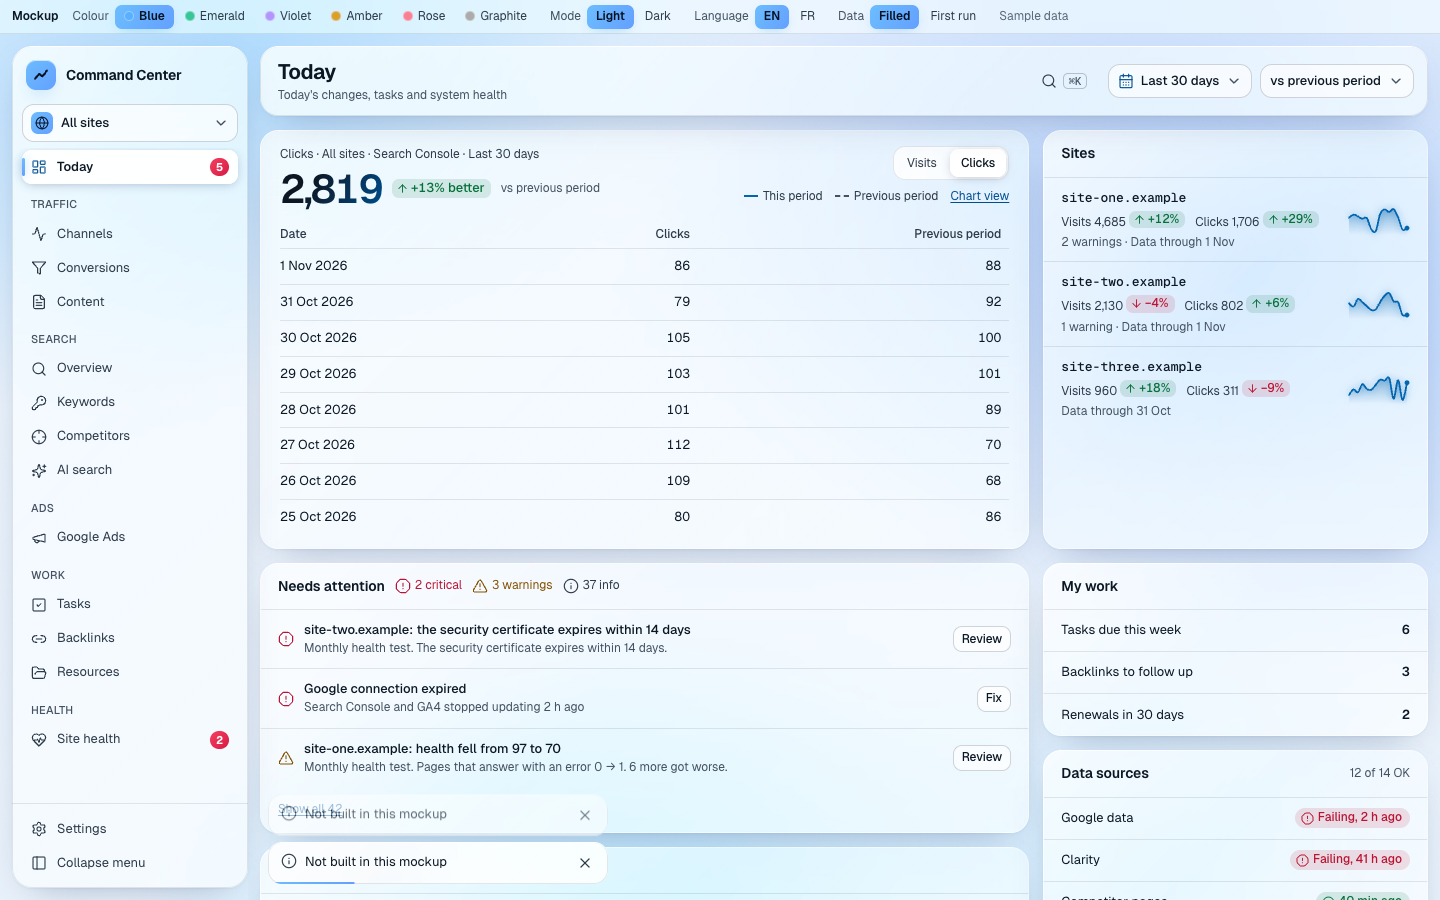 Mockup Colour Blue Emerald Violet Amber Rose Graphite Mode Light Dark Language EN FR Data Filled First run Sample data
Command Center
All sites
Today 5
TRAFFIC
Channels
Conversions
Content
SEARCH
Overview
Keywords
Competitors
AI search
ADS
Google Ads
WORK
Tasks
Backlinks
Resources
HEALTH
Site health 2
Settings
Collapse menu
Today
Today's changes, tasks and system health
⌘K
Last 30 days
vs previous period
Clicks · All sites · Search Console · Last 30 days
Visits Clicks
2,819 ↑ +13% better vs previous period
This period Previous period Chart view
Date Clicks Previous period
1 Nov 2026 86 88
31 Oct 2026 79 92
30 Oct 2026 105 100
29 Oct 2026 103 101
28 Oct 2026 101 89
27 Oct 2026 112 70
26 Oct 2026 109 68
25 Oct 2026 80 86
Sites
site-one.example
Visits 4,685 ↑ +12% Clicks 1,706 ↑ +29%
2 warnings · Data through 1 Nov
site-two.example
Visits 2,130 ↓ −4% Clicks 802 ↑ +6%
1 warning · Data through 1 Nov
site-three.example
Visits 960 ↑ +18% Clicks 311 ↓ −9%
Data through 31 Oct
Needs attention 2 critical 3 warnings 37 info
site-two.example: the security certificate expires within 14 days
Monthly health test. The security certificate expires within 14 days.
Review
Google connection expired
Search Console and GA4 stopped updating 2 h ago
Fix
site-one.example: health fell from 97 to 70
Monthly health test. Pages that answer with an error 0 → 1. 6 more got worse.
Review
Show all 42
Not built in this mockup
Not built in this mockup
My work
Tasks due this week 6
Backlinks to follow up 3
Renewals in 30 days 2
Data sources 12 of 14 OK
Google data Failing, 2 h ago
Clarity Failing, 41 h ago
Competitor pages 40 min ago